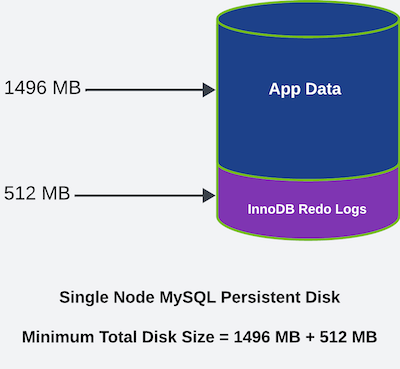 1496 MB
App Data
512 MB
InnoDB Redo Logs
Single Node MySQL Persistent Disk
Minimum Total Disk Size = 1496 MB + 512 MB